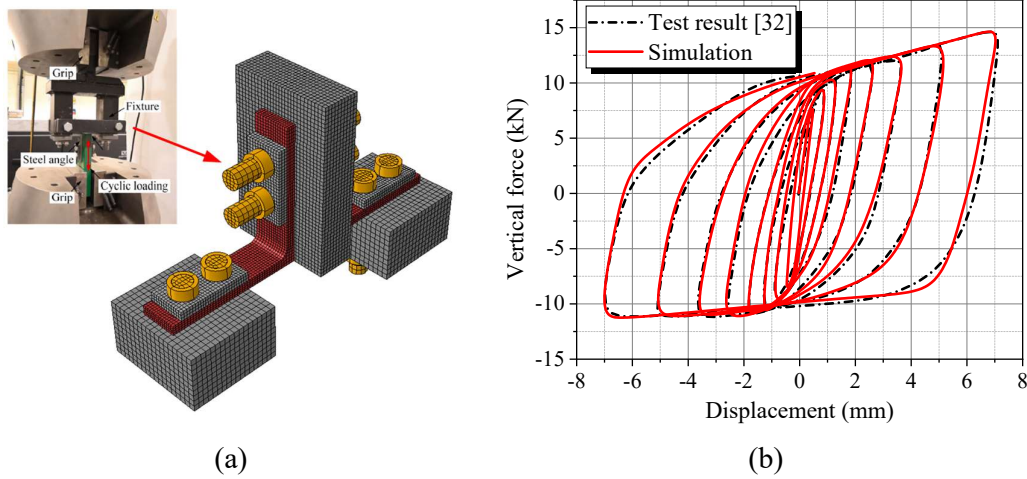 Grip
Fixture
Steel angle
Cyclic loading
Grip
(a)
Test result [32]
Simulation
Vertical force (kN)
15
10
5
0
-5
-10
-15
-8 -6 -4 -2 0 2 4 6 8
Displacement (mm)
(b)